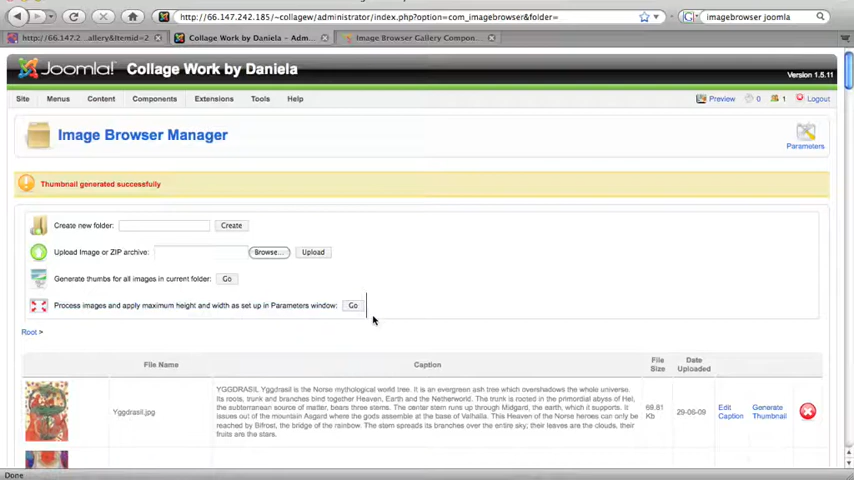 http://66.147.242.185/~collagew/administrator/index.php?option=com_imagebrowser&folder=
imagebrowser joomla
http://66.147.2...allery&Itemid=2
Collage Work by Daniela – Adm...
Image Browser Gallery Compon...
Joomla! Collage Work by Daniela
Version 1.5.11
Site Menus Content Components Extensions Tools Help
Preview 0 1 Logout
Image Browser Manager
Parameters
Thumbnail generated successfully
Create new folder: Create
Upload Image or ZIP archive: Browse... Upload
Generate thumbs for all images in current folder: Go
Process images and apply maximum height and width as set up in Parameters window: Go
Root >
File Name Caption File Size Date Uploaded
YGGDRASIL Yggdrasil is the Norse mythological world tree. It is an evergreen ash tree which overshadows the whole universe.
Its roots, trunk and branches bind together Heaven, Earth and the Netherworld. The trunk is rooted in the primordial abyss of Hel,
the subterranean source of matter, bears three stems. The center stem runs up through Midgard, the earth, which it supports. It
issues out of the mountain Asgard where the gods assemble at the base of Valhalla. This Heaven of the Norse heroes can only be
reached by Bifrost, the bridge of the rainbow. The stem spreads its branches over the entire sky; their leaves are the clouds, their
fruits are the stars.
Yggdrasil.jpg
69.81 Kb
29-06-09
Edit Caption
Generate Thumbnail
Done